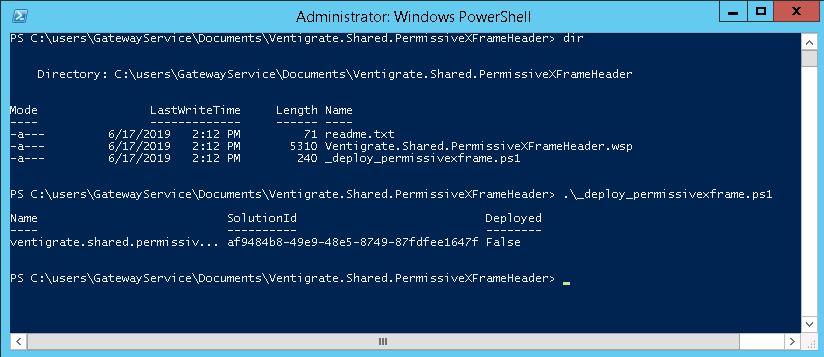 Administrator: Windows PowerShell
PS C:\users\GatewayService\Documents\Ventigrate.Shared.PermissiveXFrameHeader> dir
Directory: C:\users\GatewayService\Documents\Ventigrate.Shared.PermissiveXFrameHeader
Mode LastWriteTime Length Name
---- ------------- ------ ----
-a--- 6/17/2019 2:12 PM 71 readme.txt
-a--- 6/17/2019 2:12 PM 5310 Ventigrate.Shared.PermissiveXFrameHeader.wsp
-a--- 6/17/2019 2:12 PM 240 _deploy_permissivexframe.ps1
PS C:\users\GatewayService\Documents\Ventigrate.Shared.PermissiveXFrameHeader> .\_deploy_permissivexframe.ps1
Name SolutionId Deployed
---- ---------- --------
ventigrate.shared.permissiv... af9484b8-49e9-48e5-8749-87fdfee1647f False
PS C:\users\GatewayService\Documents\Ventigrate.Shared.PermissiveXFrameHeader> _